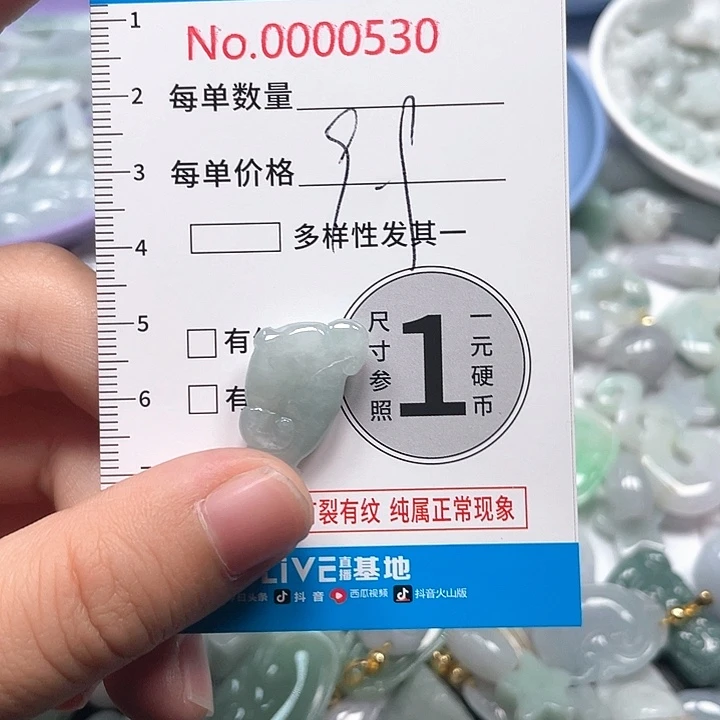 1
No.0000530
2
每单数量
3
每单价格
4
多样性发其一
5
尺寸参照
1
一元硬币
有
6
有
裂有纹 纯属正常现象
LIVE直播基地
头条 抖音 西瓜视频 抖音火山版